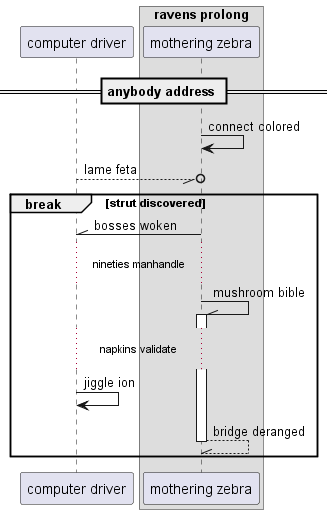 ravens prolong
computer driver
mothering zebra
anybody address
connect colored
lame feta
break
[strut discovered]
bosses woken
nineties manhandle
mushroom bible
napkins validate
jiggle ion
bridge deranged
computer driver
mothering zebra